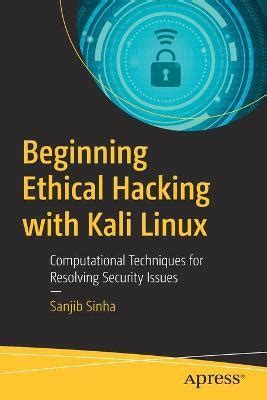 Beginning
Ethical Hacking
with Kali Linux
Computational Techniques for
Resolving Security Issues
—
Sanjib Sinha
Apress®